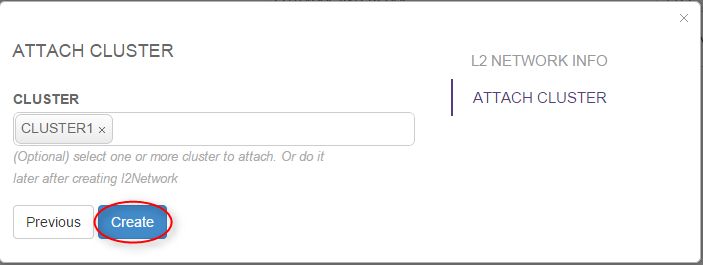 ×
ATTACH CLUSTER
L2 NETWORK INFO
ATTACH CLUSTER
CLUSTER
CLUSTER1 ×
(Optional) select one or more cluster to attach. Or do it
later after creating l2Network
Previous Create